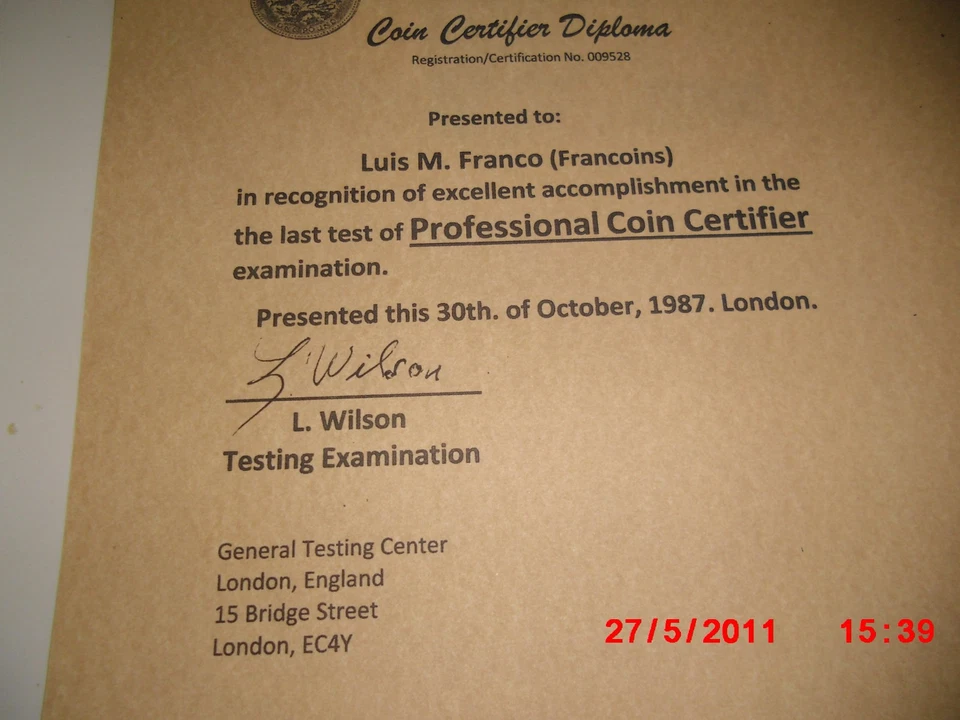 Coin Certifier Diploma
Registration/Certification No. 009528
Presented to:
Luis M. Franco (Francoins)
in recognition of excellent accomplishment in the
the last test of Professional Coin Certifier
examination.
Presented this 30th. of October, 1987. London.
L Wilson
L. Wilson
Testing Examination
General Testing Center
London, England
15 Bridge Street
London, EC4Y
27/5/2011 15:39